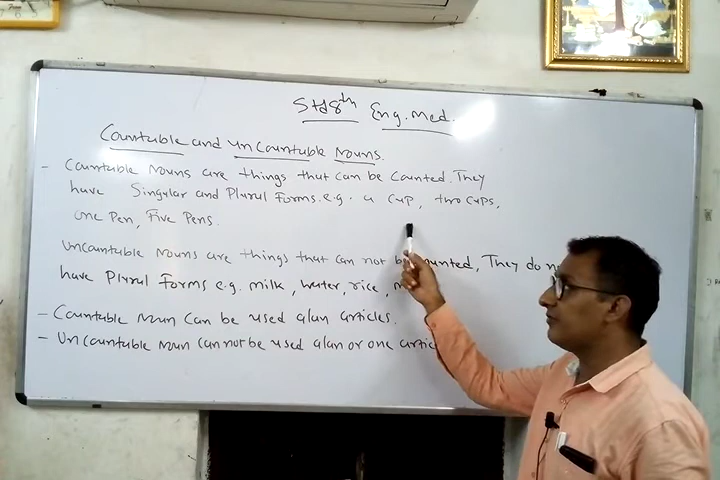 Std 8th Eng. Med.
Countable and Uncountable Nouns.
- Countable Nouns are things that can be Counted. They
have Singular and Plural Forms. e.g. a Cup, two Cups,
one Pen, Five Pens.
Uncountable Nouns are things that can not be counted, They do
have Plural Forms e.g. milk, water, rice,
- Countable noun can be used a/an articles.
- Uncountable noun cannot be used a/an or one